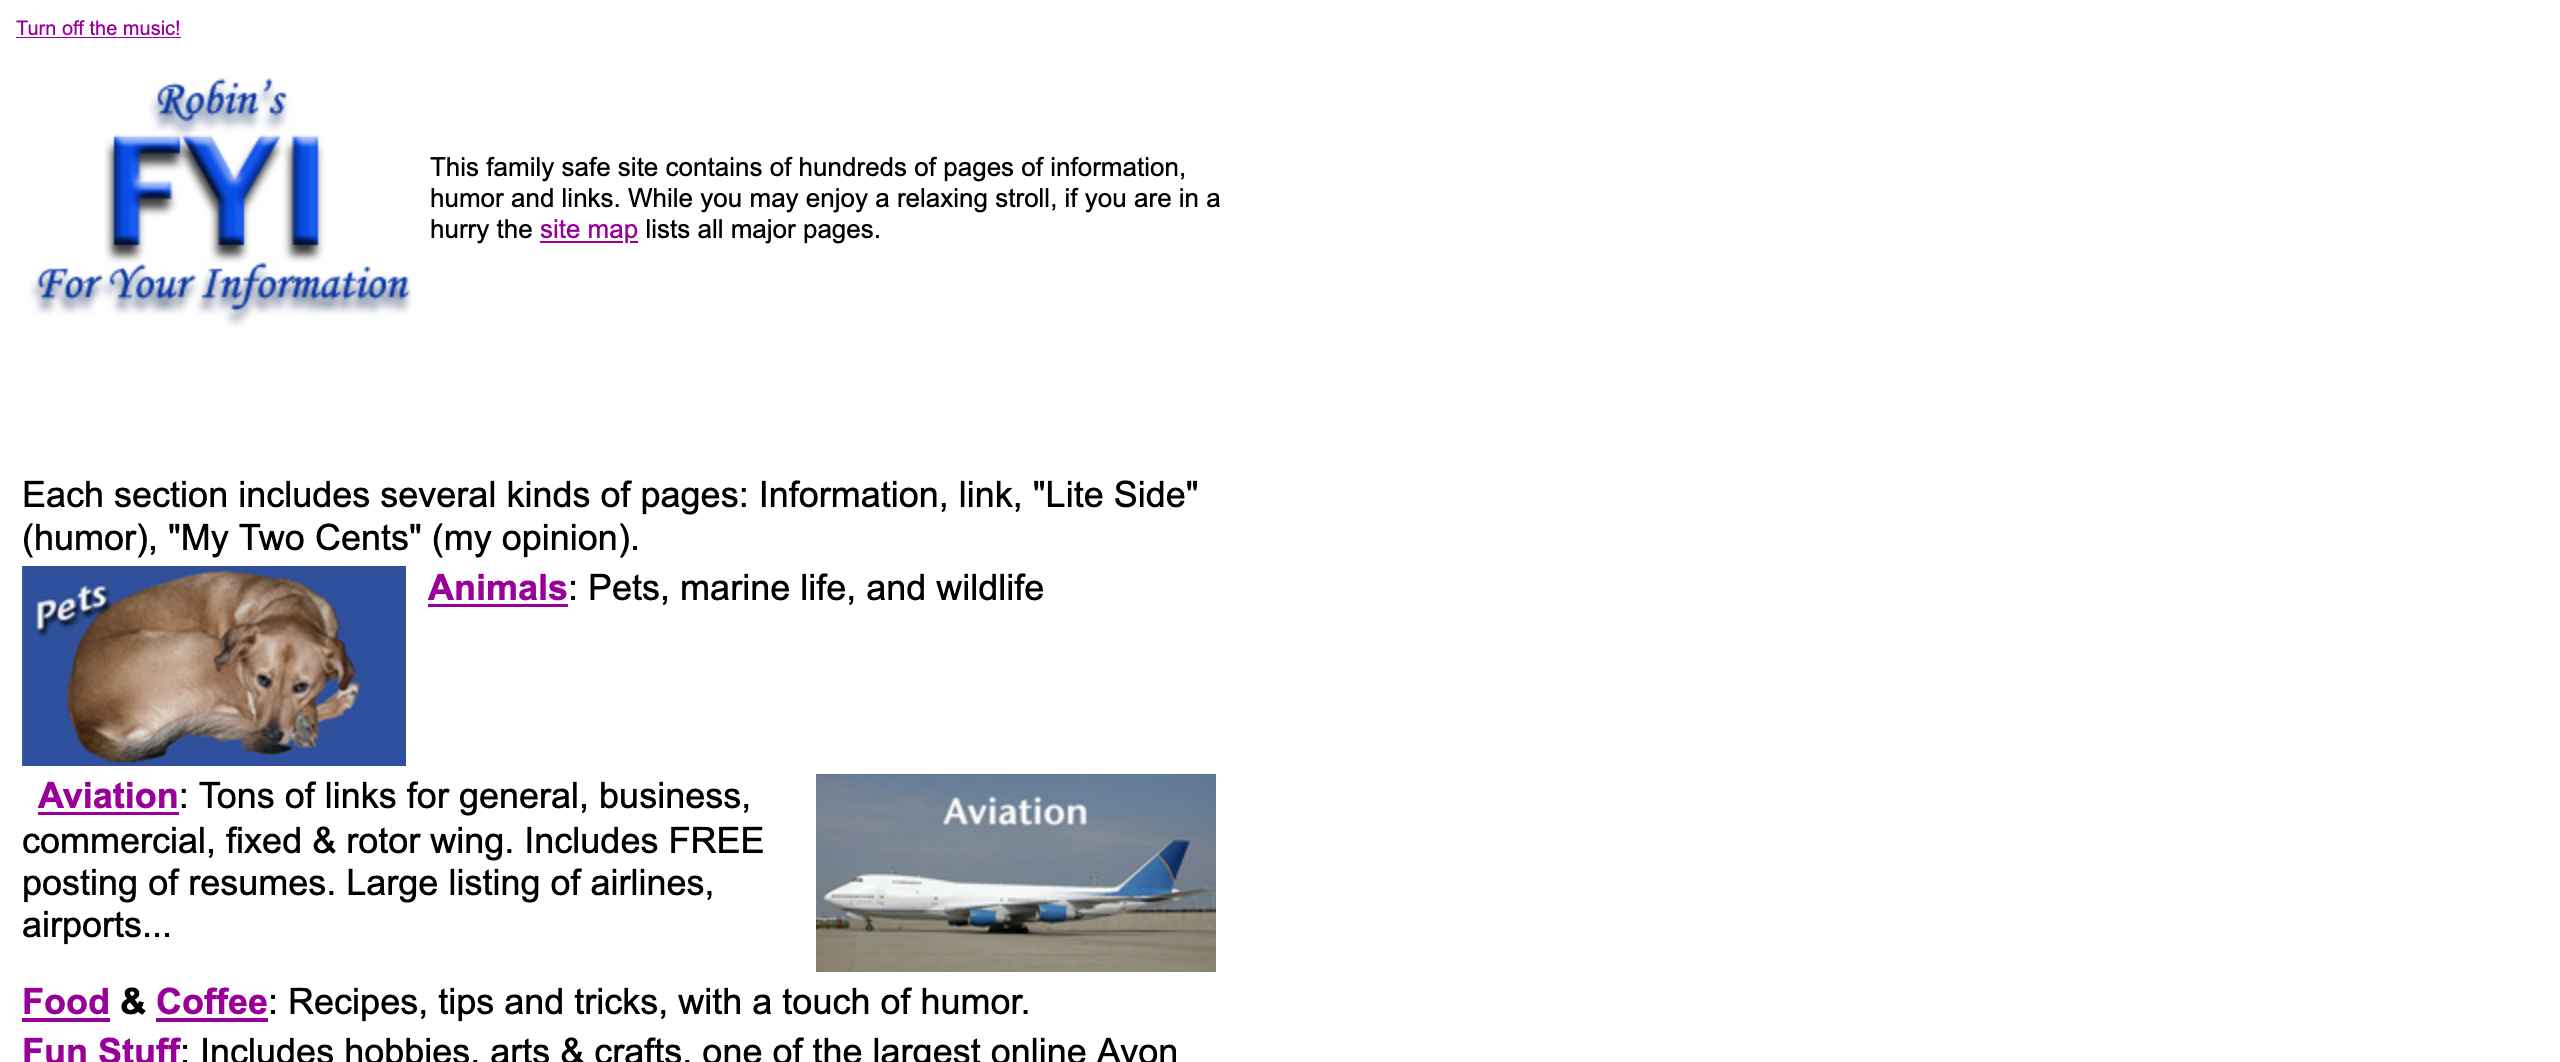 Turn off the music!
Robin's
FYI
For Your Information
This family safe site contains of hundreds of pages of information,
humor and links. While you may enjoy a relaxing stroll, if you are in a
hurry the site map lists all major pages.
Each section includes several kinds of pages: Information, link, "Lite Side"
(humor), "My Two Cents" (my opinion).
Pets
Animals: Pets, marine life, and wildlife
Aviation: Tons of links for general, business,
commercial, fixed & rotor wing. Includes FREE
posting of resumes. Large listing of airlines,
airports...
Aviation
Food & Coffee: Recipes, tips and tricks, with a touch of humor.
Fun Stuff: Includes hobbies, arts & crafts, one of the largest online Avon